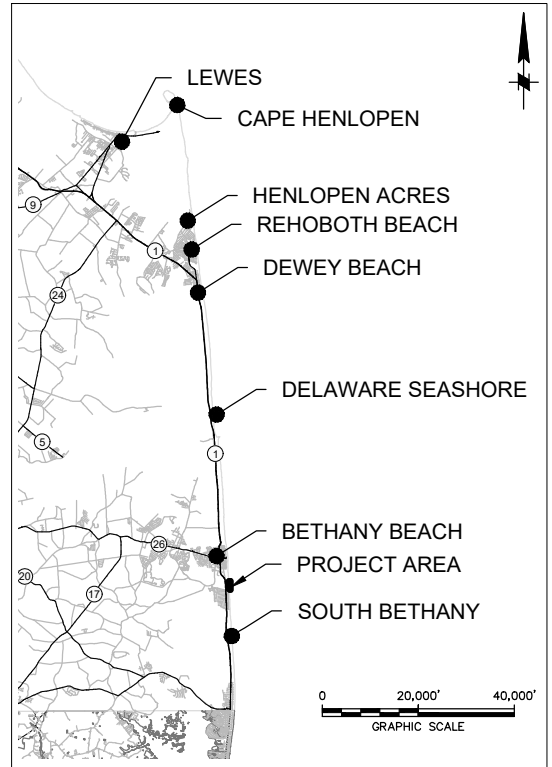 LEWES
CAPE HENLOPEN
HENLOPEN ACRES
9
REHOBOTH BEACH
1
DEWEY BEACH
24
DELAWARE SEASHORE
5
1
BETHANY BEACH
26
PROJECT AREA
20
17
SOUTH BETHANY
0 20,000' 40,000'
GRAPHIC SCALE